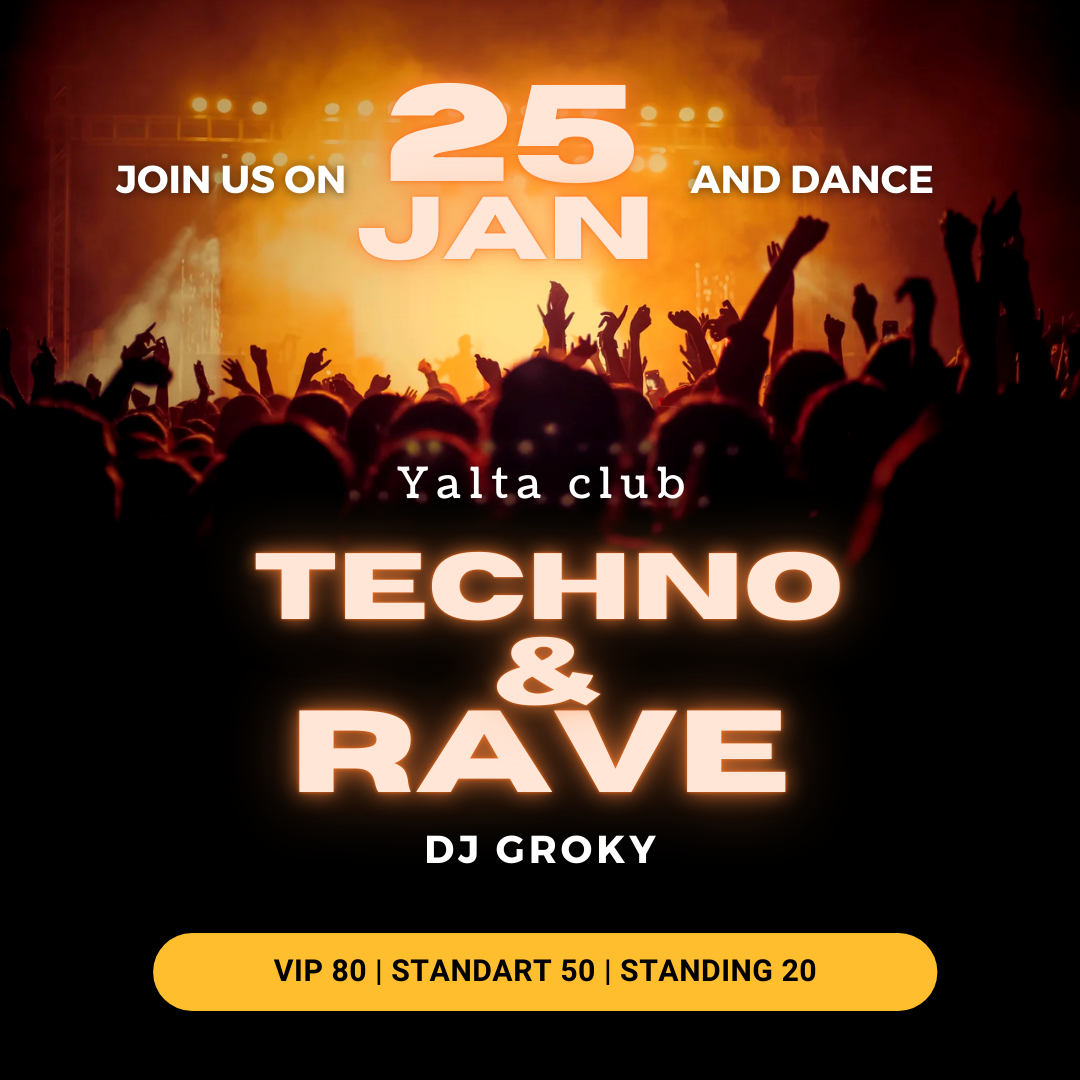 25
JAN
JOIN US ON
AND DANCE
Yalta club
TECHNO
&
RAVE
DJ GROKY
VIP 80 | STANDART 50 | STANDING 20